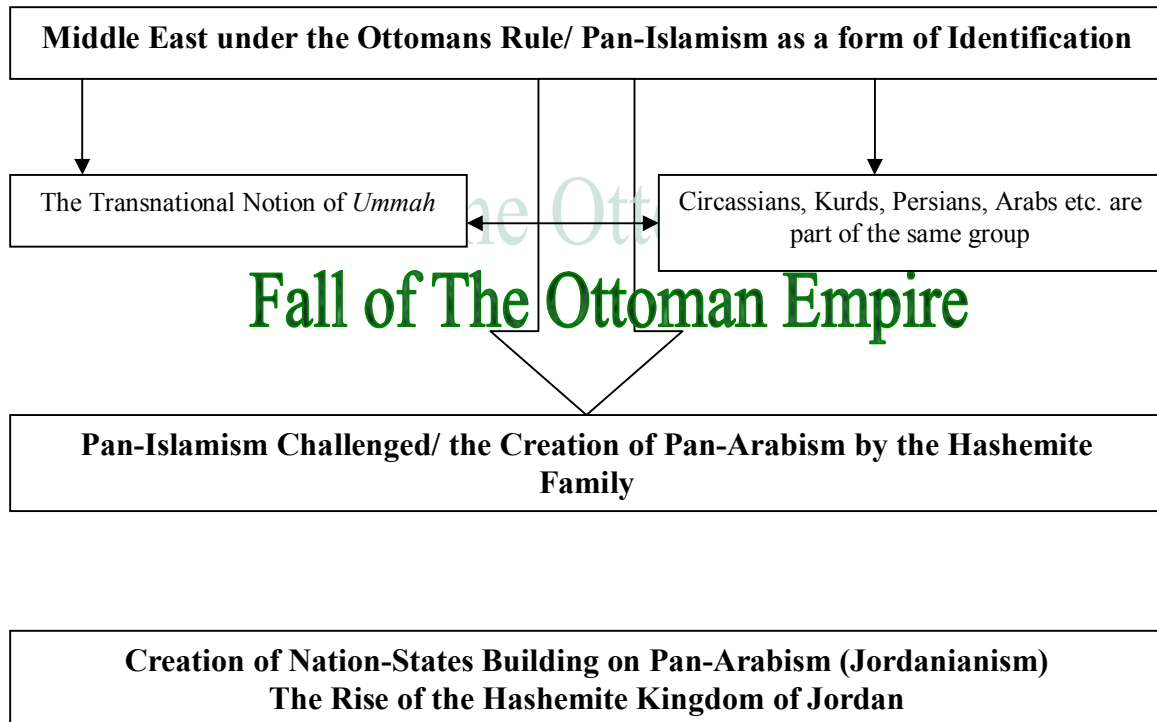 Middle East under the Ottomans Rule/ Pan-Islamism as a form of Identification
The Transnational Notion of Ummah
Circassians, Kurds, Persians, Arabs etc. are
part of the same group
Fall of The Ottoman Empire
Pan-Islamism Challenged/ the Creation of Pan-Arabism by the Hashemite
Family
Creation of Nation-States Building on Pan-Arabism (Jordanianism)
The Rise of the Hashemite Kingdom of Jordan